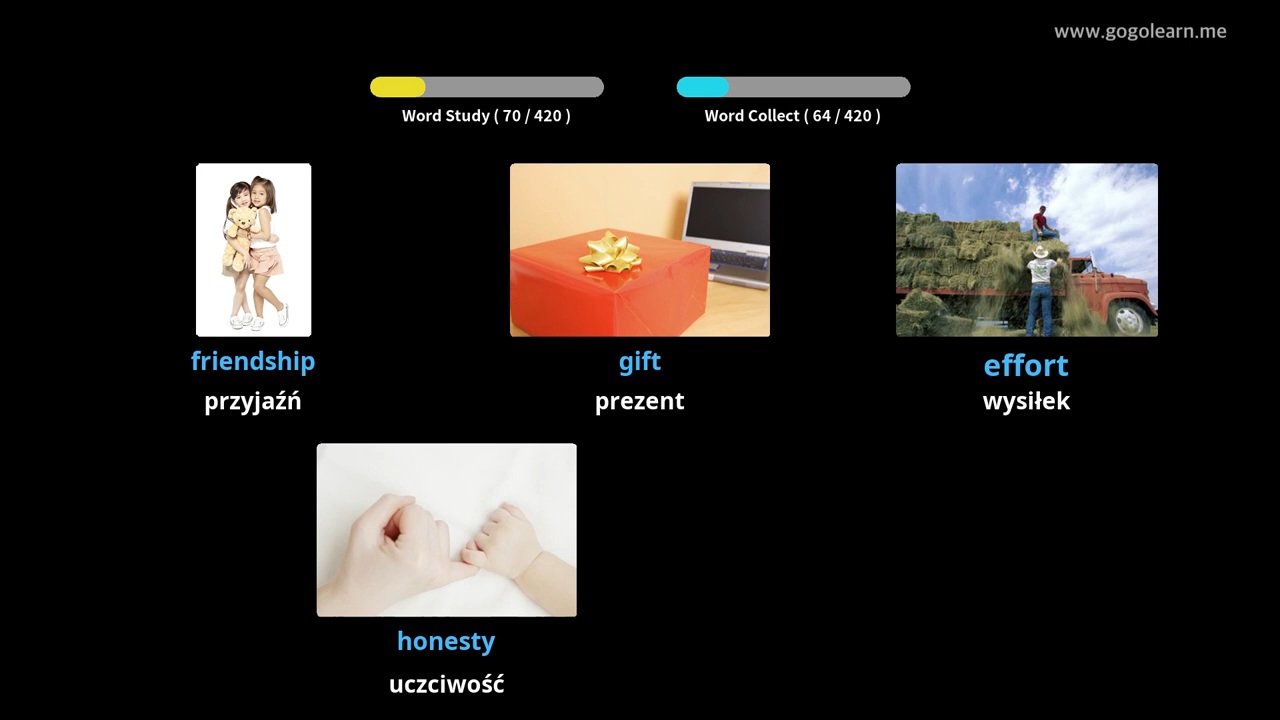 www.gogolearn.me
Word Study ( 70 / 420 )
Word Collect ( 64 / 420 )
friendship
przyjaźń
gift
prezent
effort
wysiłek
honesty
uczciwość